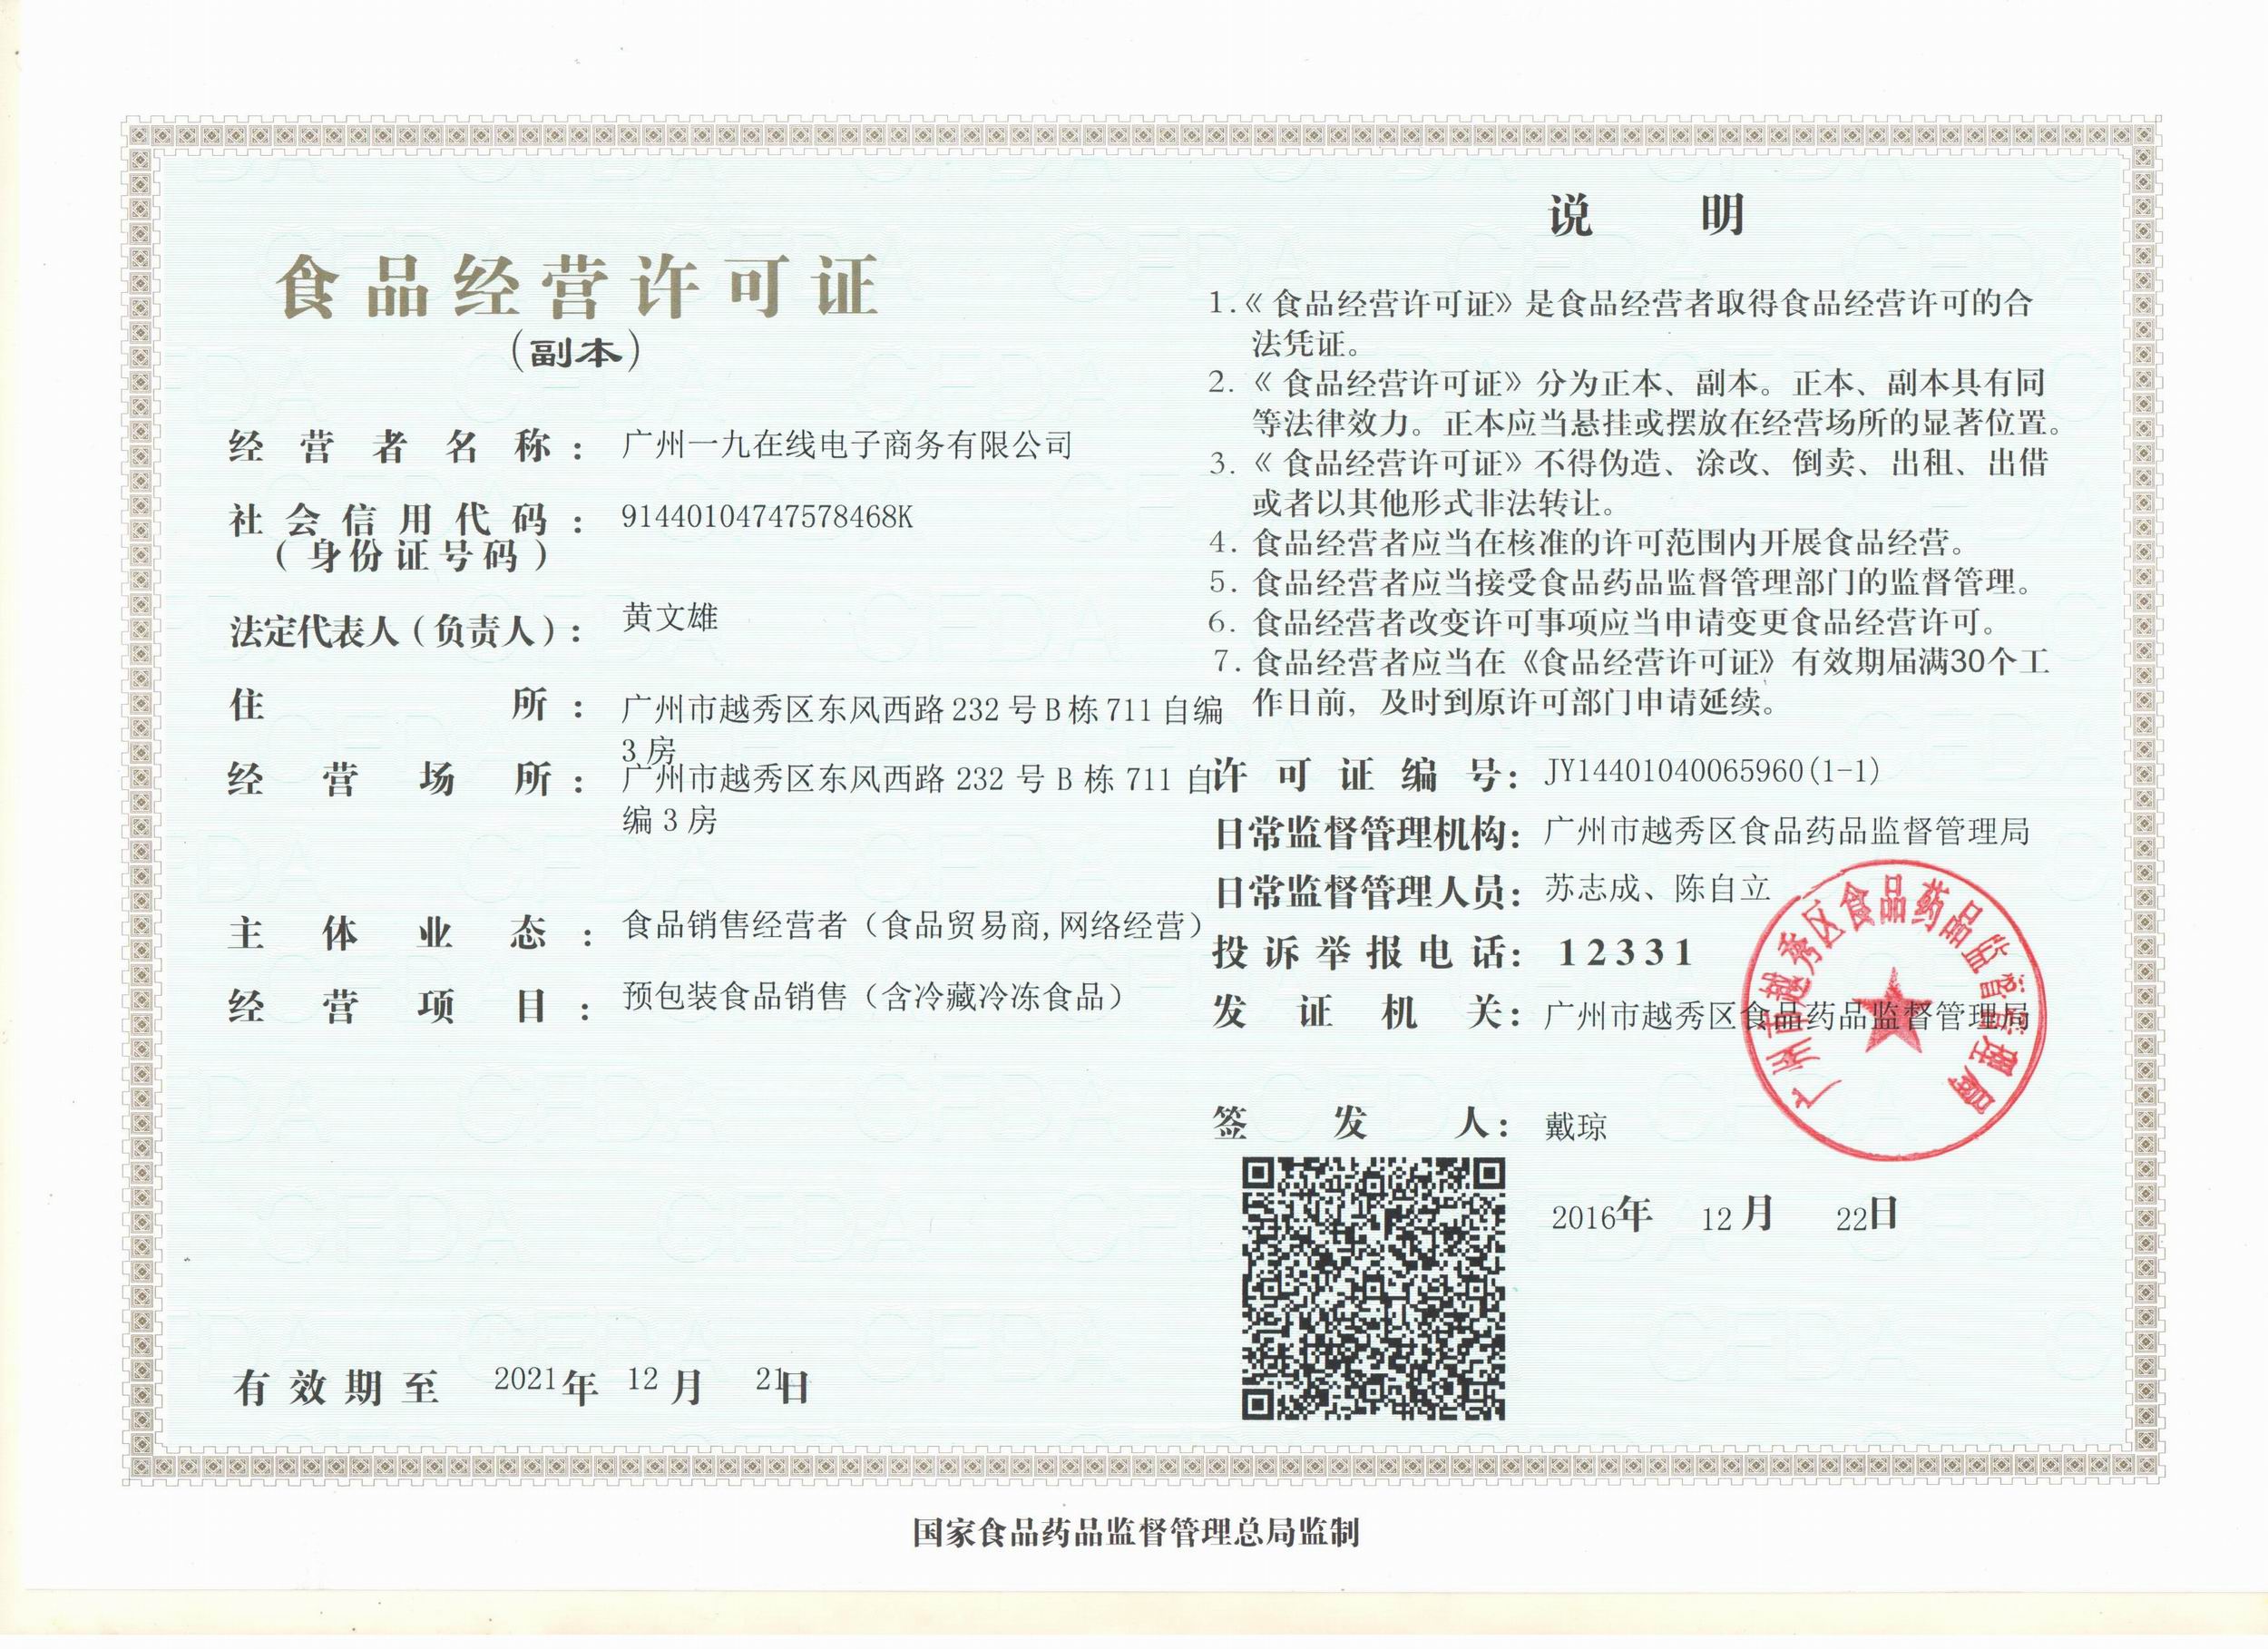 食品经营许可证
（副本）
经营者名称：广州一九在线电子商务有限公司
社会信用代码：91440104747578468K
（身份证号码）
法定代表人（负责人）：黄文雄
住所：广州市越秀区东风西路 232 号 B 栋 711 自编
3 房
经营场所：广州市越秀区东风西路 232 号 B 栋 711 自
编 3 房
主体业态：食品销售经营者（食品贸易商,网络经营）
经营项目：预包装食品销售（含冷藏冷冻食品）
有效期至 2021年 12月 21日
说明
1.《食品经营许可证》是食品经营者取得食品经营许可的合
法凭证。
2.《食品经营许可证》分为正本、副本。正本、副本具有同
等法律效力。正本应当悬挂或摆放在经营场所的显著位置。
3.《食品经营许可证》不得伪造、涂改、倒卖、出租、出借
或者以其他形式非法转让。
4. 食品经营者应当在核准的许可范围内开展食品经营。
5. 食品经营者应当接受食品药品监督管理部门的监督管理。
6. 食品经营者改变许可事项应当申请变更食品经营许可。
7. 食品经营者应当在《食品经营许可证》有效期届满30个工
作日前，及时到原许可部门申请延续。
许可证编号：JY14401040065960(1-1)
日常监督管理机构：广州市越秀区食品药品监督管理局
日常监督管理人员：苏志成、陈自立
投诉举报电话：12331
发证机关：广州市越秀区食品药品监督管理局
广州市越秀区食品药品监督管理局
签发人：戴琼
2016年 12月 22日
国家食品药品监督管理总局监制